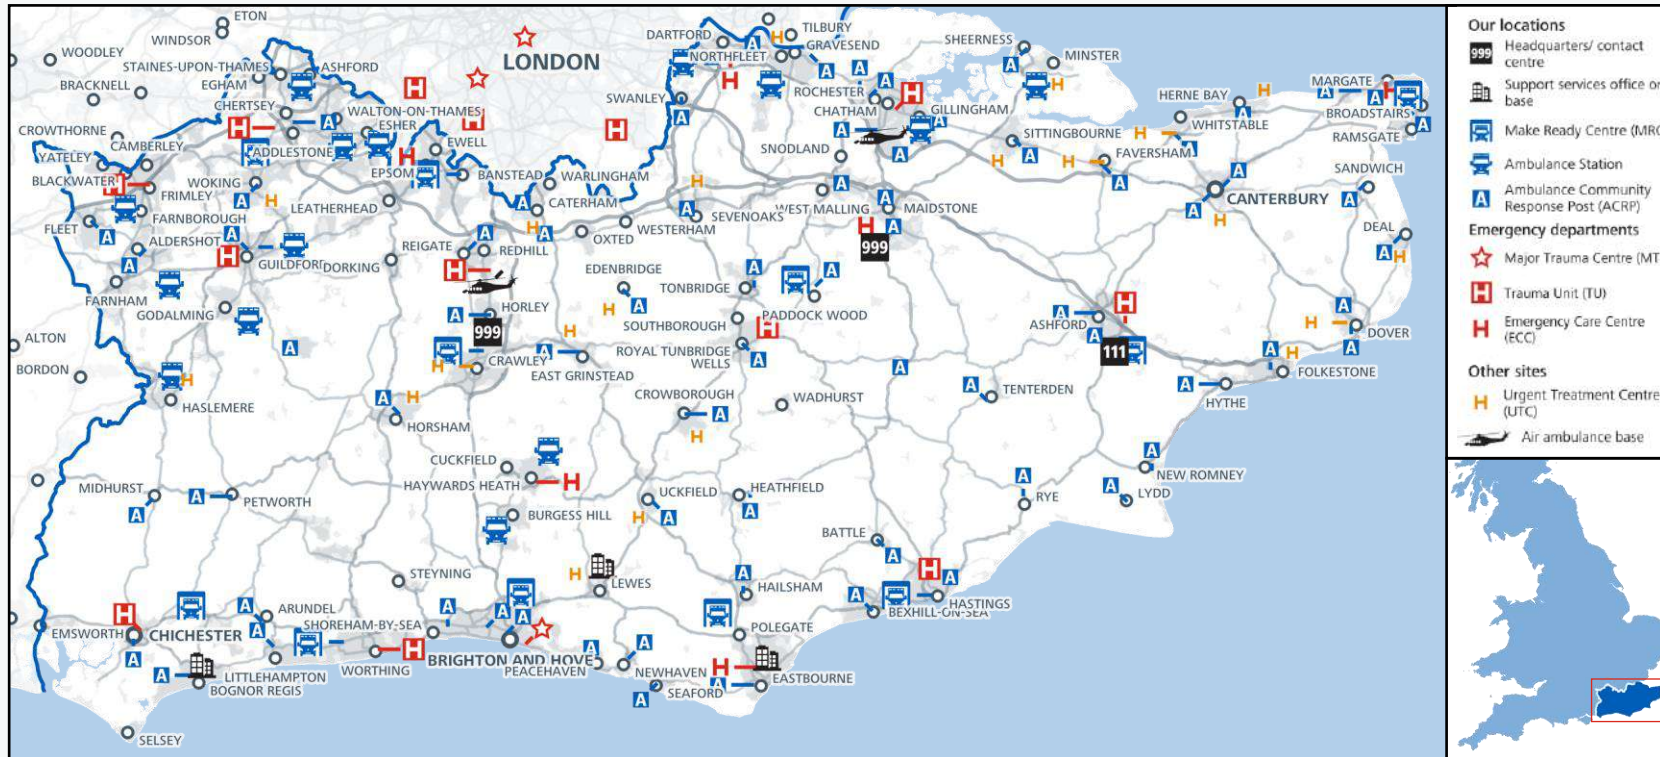 ETON
WINDSOR
WOODLEY
STAINES-UPON-THAMES
ASHFORD
EGHAM
BRACKNELL
CHERTSEY
WALTON-ON-THAMES
ESHER
CROWTHORNE
CAMBERLEY
ADDLESTONE
EWELL
YATELEY
BLACKWATER
FRIMLEY
WOKING
EPSOM
BANSTEAD
WARLINGHAM
FARNBOROUGH
LEATHERHEAD
CATERHAM
FLEET
ALDERSHOT
GUILDFORD
DORKING
REIGATE
REDHILL
OXTED
WESTERHAM
SEVENOAKS
FARNHAM
GODALMING
EDENBRIDGE
HORLEY
999
ALTON
BORDON
CRAWLEY
EAST GRINSTEAD
HASLEMERE
HORSHAM
LONDON
DARTFORD
TILBURY
GRAVESEND
NORTHFLEET
SWANLEY
ROCHESTER
CHATHAM
GILLINGHAM
SHEERNESS
MINSTER
SNODLAND
SITTINGBOURNE
FAVERSHAM
HERNE BAY
WHITSTABLE
MARGATE
BROADSTAIRS
RAMSGATE
SANDWICH
CANTERBURY
WEST MALLING
MAIDSTONE
999
DEAL
TONBRIDGE
PADDOCK WOOD
SOUTHBOROUGH
ROYAL TUNBRIDGE
WELLS
ASHFORD
111
DOVER
FOLKESTONE
HYTHE
TENTERDEN
CROWBOROUGH
WADHURST
CUCKFIELD
HAYWARDS HEATH
MIDHURST
PETWORTH
BURGESS HILL
UCKFIELD
HEATHFIELD
NEW ROMNEY
LYDD
RYE
BATTLE
STEYNING
LEWES
HAILSHAM
HASTINGS
BEXHILL-ON-SEA
ARUNDEL
SHOREHAM-BY-SEA
POLEGATE
EMSWORTH
CHICHESTER
BRIGHTON AND HOVE
LITTLEHAMPTON
WORTHING
PEACEHAVEN
NEWHAVEN
BOGNOR REGIS
SEAFORD
EASTBOURNE
SELSEY
Our locations
999 Headquarters/ contact
centre
Support services office or
base
Make Ready Centre (MRC
Ambulance Station
A Ambulance Community
Response Post (ACRP)
Emergency departments
Major Trauma Centre (MT
H Trauma Unit (TU)
H Emergency Care Centre
(ECC)
Other sites
H Urgent Treatment Centre
(UTC)
Air ambulance base